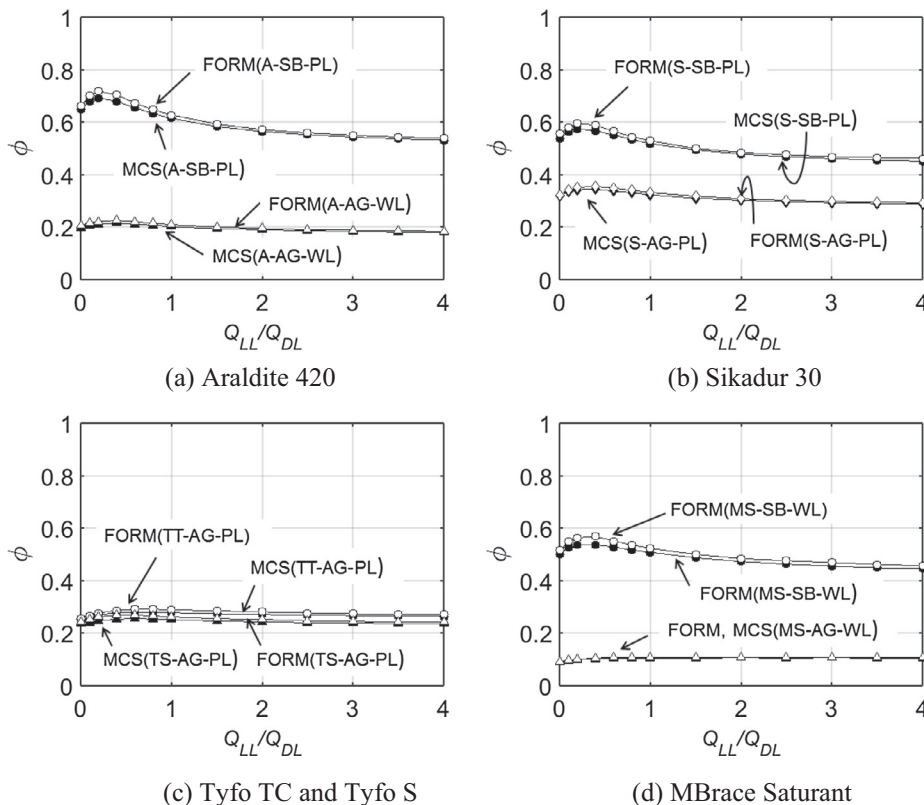 1
0.8
0.6
0.4
0.2
0
ϕ
FORM(A-SB-PL)
MCS(A-SB-PL)
FORM(A-AG-WL)
MCS(A-AG-WL)
0 1 2 3 4
Q_LL/Q_DL
(a) Araldite 420
1
0.8
0.6
0.4
0.2
0
ϕ
FORM(S-SB-PL)
MCS(S-SB-PL)
MCS(S-AG-PL)
FORM(S-AG-PL)
0 1 2 3 4
Q_LL/Q_DL
(b) Sikadur 30
1
0.8
0.6
0.4
0.2
0
ϕ
FORM(TT-AG-PL)
MCS(TT-AG-PL)
MCS(TS-AG-PL)
FORM(TS-AG-PL)
0 1 2 3 4
Q_LL/Q_DL
(c) Tyfo TC and Tyfo S
1
0.8
0.6
0.4
0.2
0
ϕ
FORM(MS-SB-WL)
FORM(MS-SB-WL)
FORM, MCS(MS-AG-WL)
0 1 2 3 4
Q_LL/Q_DL
(d) MBrace Saturant